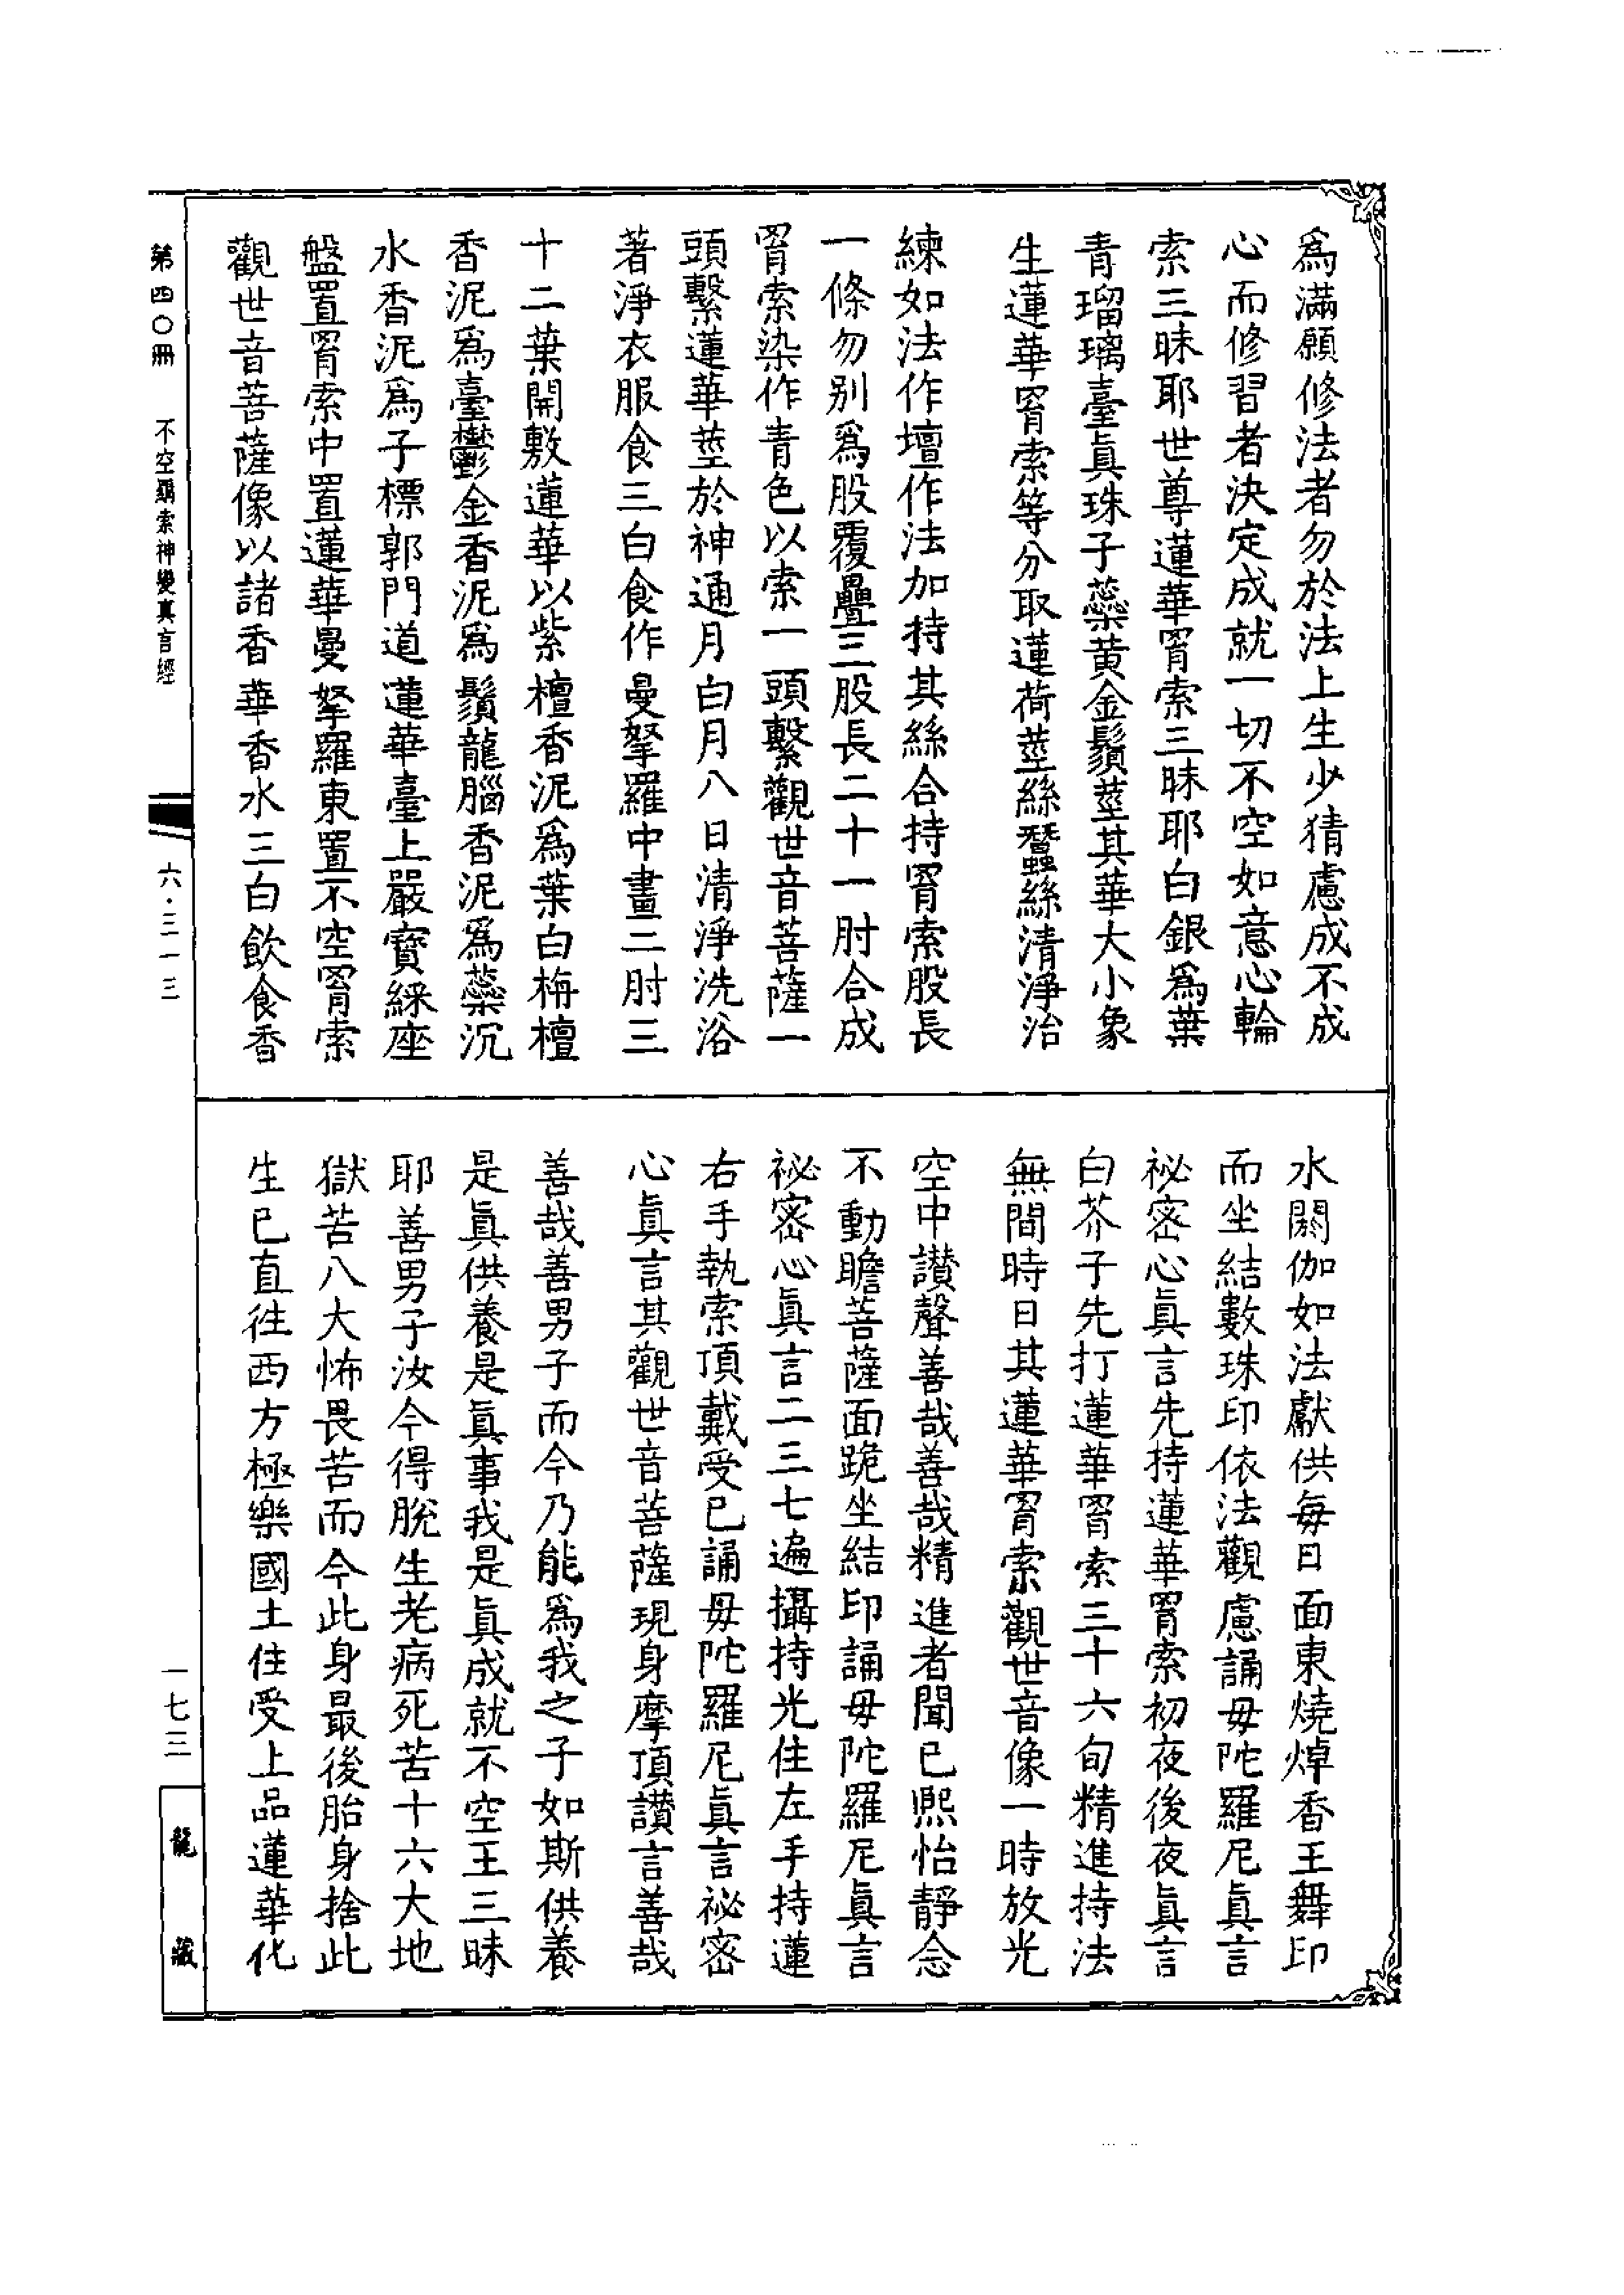 爲滿願修法者勿於法上生少猜慮成不成
心而修習者決定成就一切不空如意心輪
索三昧耶世尊蓮華罥索三昧耶白銀爲葉
青瑠璃臺眞珠子蘂黃金鬚莖其華大小象
生蓮華罥索等分取蓮荷莖絲蠶絲清淨治
練如法作壇作法加持其絲合持罥索股長
一條勿别爲股覆疊三股長二十一肘合成
罥索染作青色以索一頭繫觀世音菩薩一
頭繫蓮華莖於神通月白月八日清淨洗浴
著淨衣服食三白食作曼拏羅中畫三肘三
十二葉開敷蓮華以紫檀香泥爲葉白栴檀
香泥爲臺鬱金香泥爲鬚龍腦香泥爲蘂沉
水香泥爲子標郭門道蓮華臺上嚴寶綵座
盤置罥索中置蓮華曼拏羅東置不空罥索
觀世音菩薩像以諸香華香水三白飲食香
水閼伽如法獻供每日面東燒焯香王舞印
而坐結數珠印依法觀慮誦母陀羅尼眞言
祕密心眞言先持蓮華罥索初夜後夜眞言
白芥子先打蓮華罥索三十六旬精進持法
無間時日其蓮華罥索觀世音像一時放光
空中讚聲善哉善哉精進者聞已熙怡靜念
不動瞻菩薩面跪坐結印誦母陀羅尼眞言
祕密心眞言二三七遍攝持光住左手持蓮
右手執索頂戴受已誦母陀羅尼眞言祕密
心眞言其觀世音菩薩現身摩頂讚言善哉
善哉善男子而今乃能爲我之子如斯供養
是眞供養是眞事我是眞成就不空王三昧
耶善男子汝今得脫生老病死苦十六大地
獄苦八大怖畏苦而今此身最後胎身捨此
生已直往西方極樂國土住受上品蓮華化
第四〇冊 不空羂索神變真言經 六·三一三
一七三
龍藏